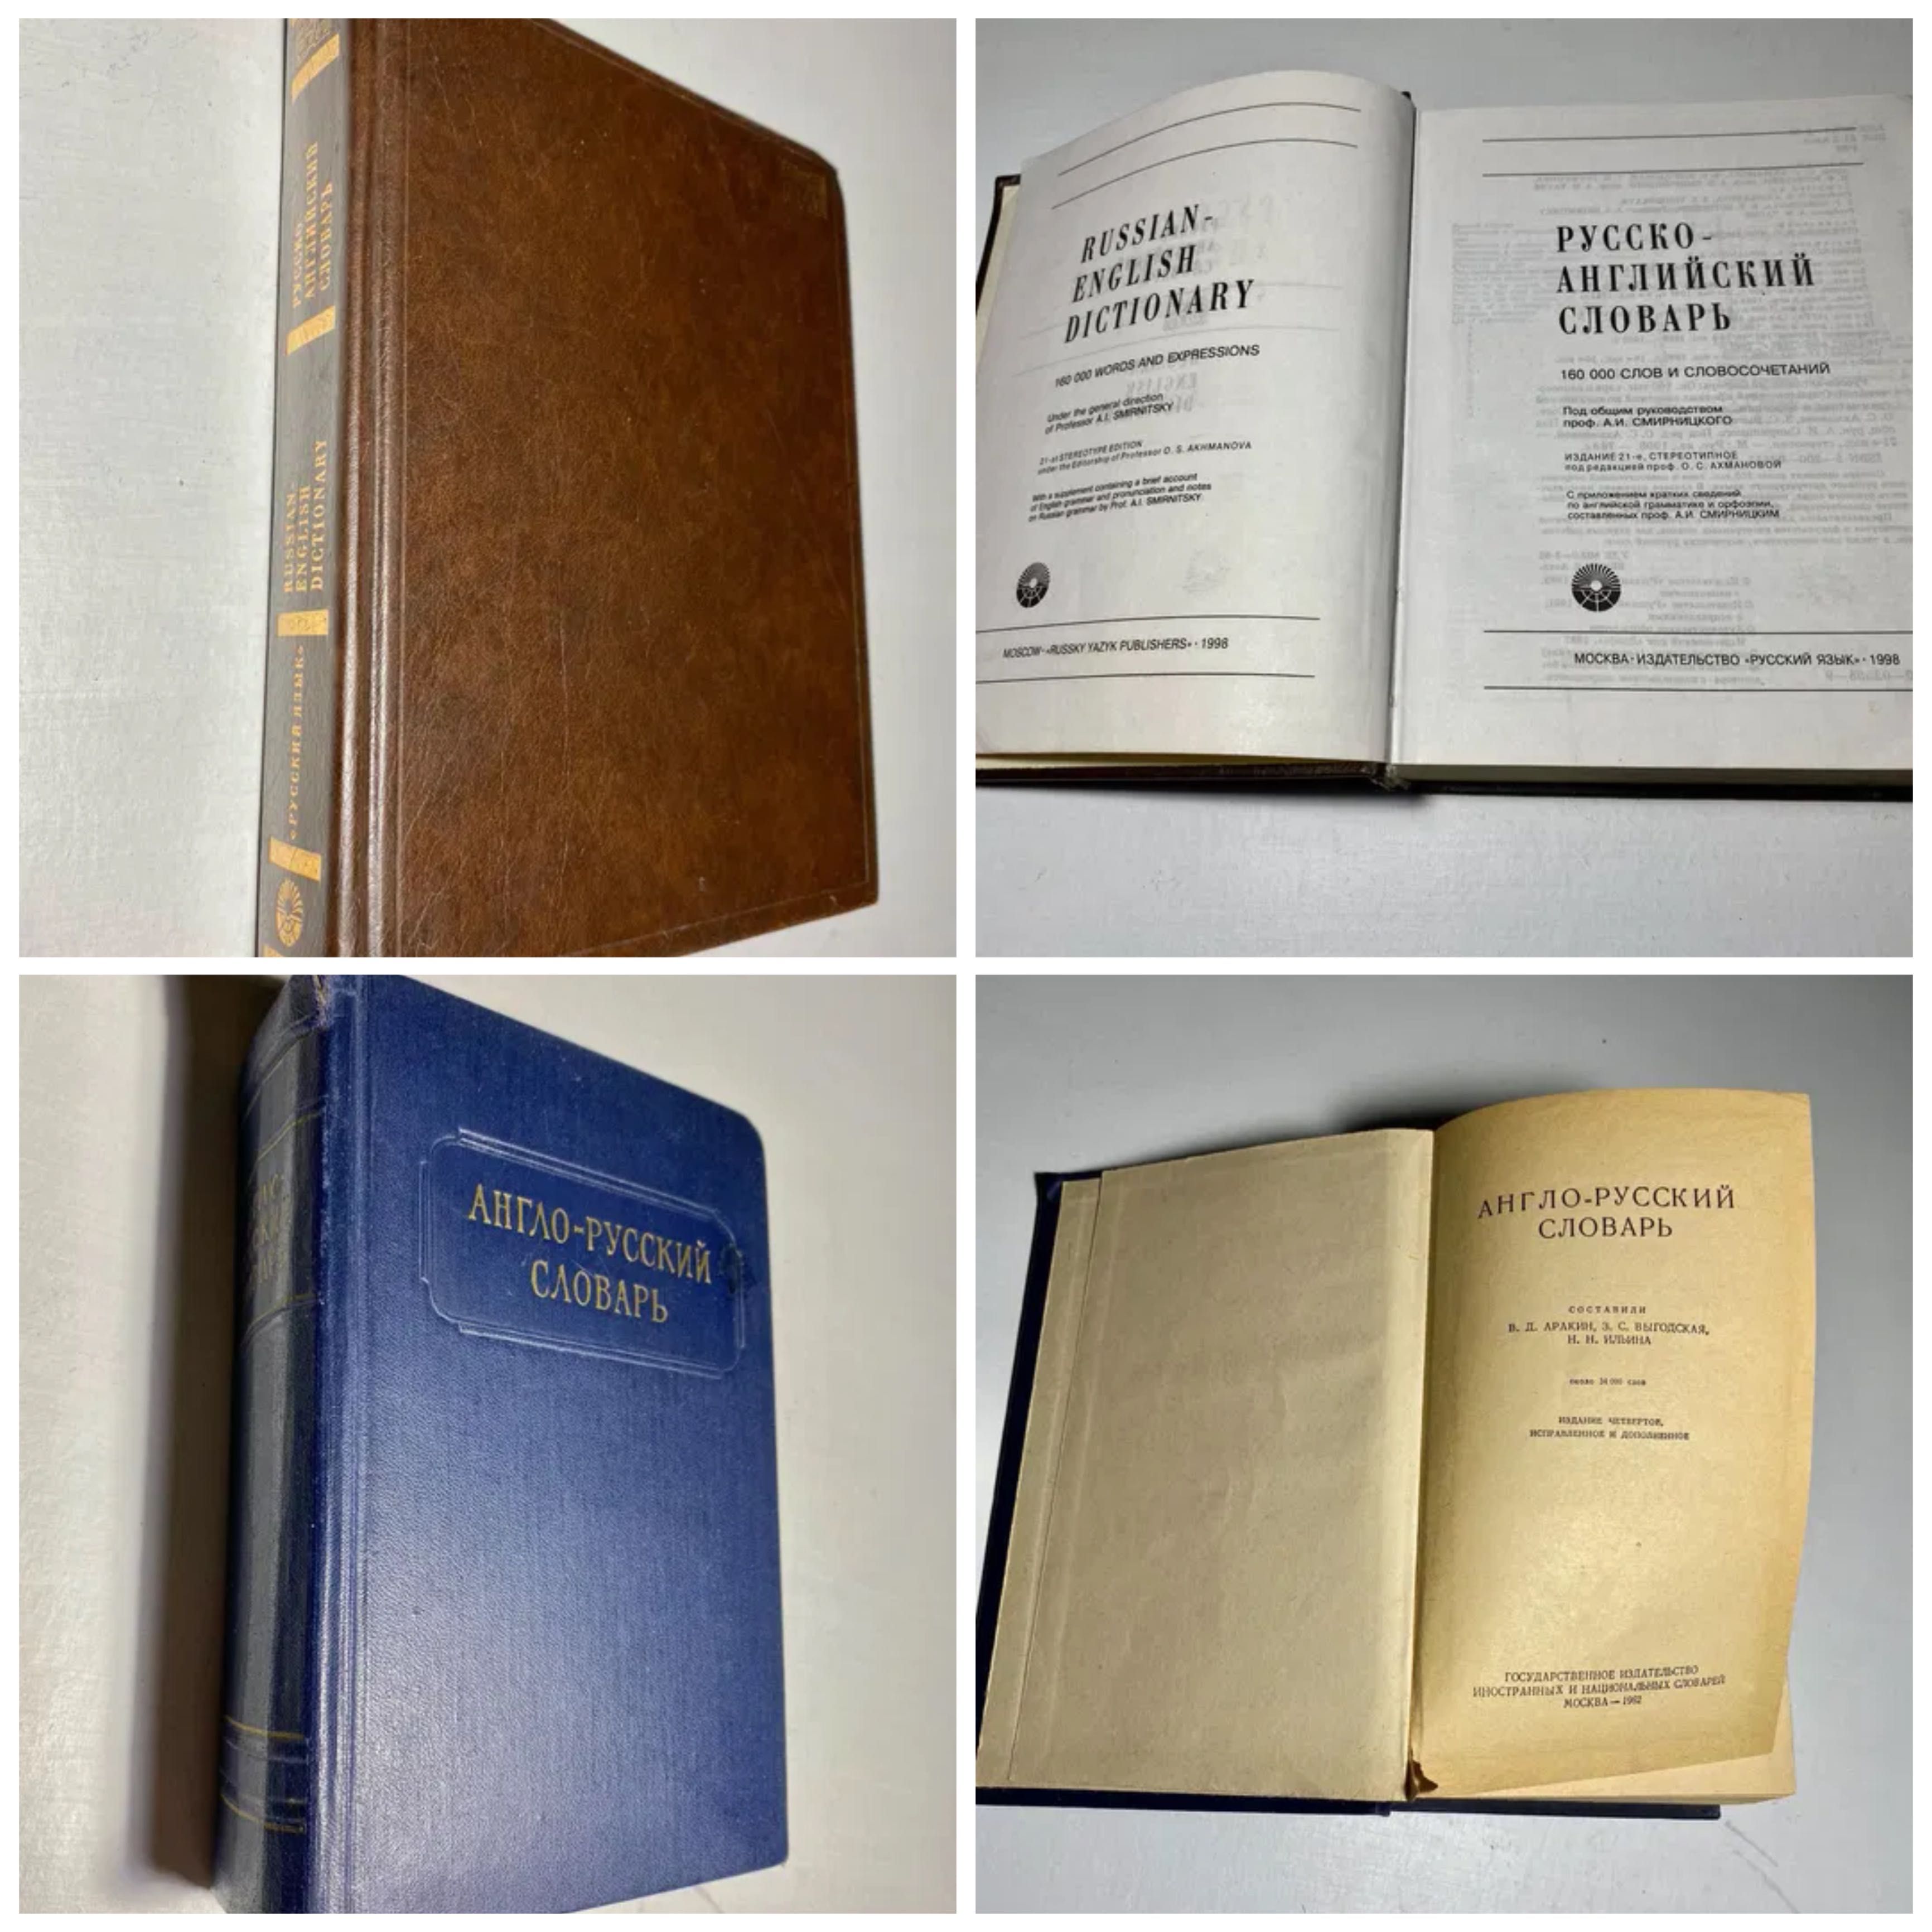 РУССКО-
АНГЛИЙСКИЙ
СЛОВАРЬ
RUSSIAN-
ENGLISH
DICTIONARY
«РУССКИЙ ЯЗЫК»
RUSSIAN-
ENGLISH
DICTIONARY
160 000 WORDS AND EXPRESSIONS
Under the general direction
of Professor A.I. SMIRNITSKY
21-st STEREOTYPE EDITION
under the Editorship of Professor O. S. AKHMANOVA
With a supplement containing a brief account
of English grammar and pronunciation and notes
on Russian grammar by Prof. A.I. SMIRNITSKY
MOSCOW·«RUSSKY YAZYK PUBLISHERS»·1998
РУССКО-
АНГЛИЙСКИЙ
СЛОВАРЬ
160 000 СЛОВ И СЛОВОСОЧЕТАНИЙ
Под общим руководством
проф. А.И. СМИРНИЦКОГО
ИЗДАНИЕ 21-е, СТЕРЕОТИПНОЕ
под редакцией проф. О. С. АХМАНОВОЙ
С приложением кратких сведений
по английской грамматике и орфоэпии,
составленных проф. А.И. СМИРНИЦКИМ
МОСКВА·ИЗДАТЕЛЬСТВО «РУССКИЙ ЯЗЫК»·1998
АНГЛО-РУССКИЙ
СЛОВАРЬ
АНГЛО-РУССКИЙ
СЛОВАРЬ
СОСТАВИЛИ
В. Д. АРАКИН, З. С. ВЫГОДСКАЯ,
Н. Н. ИЛЬИНА
около 34 000 слов
ИЗДАНИЕ ЧЕТВЕРТОЕ,
ИСПРАВЛЕННОЕ И ДОПОЛНЕННОЕ
ГОСУДАРСТВЕННОЕ ИЗДАТЕЛЬСТВО
ИНОСТРАННЫХ И НАЦИОНАЛЬНЫХ СЛОВАРЕЙ
МОСКВА — 1962